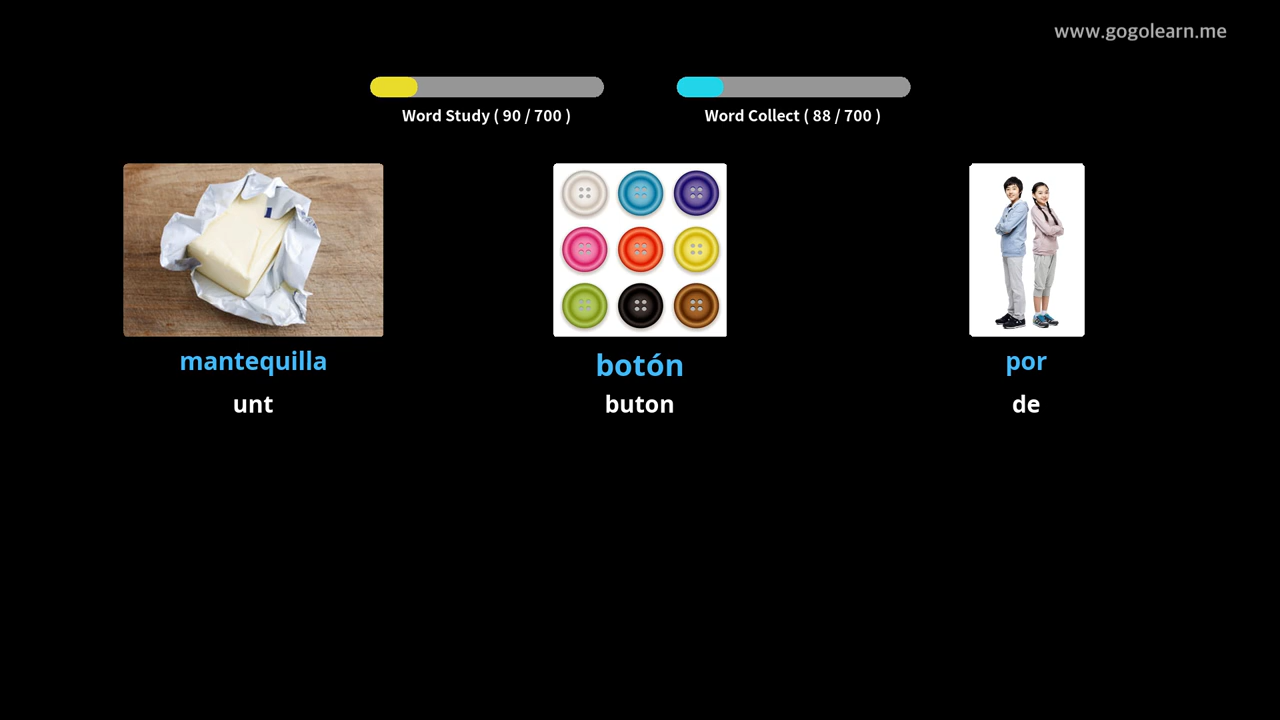 www.gogolearn.me
Word Study ( 90 / 700 )
Word Collect ( 88 / 700 )
mantequilla
unt
botón
buton
por
de